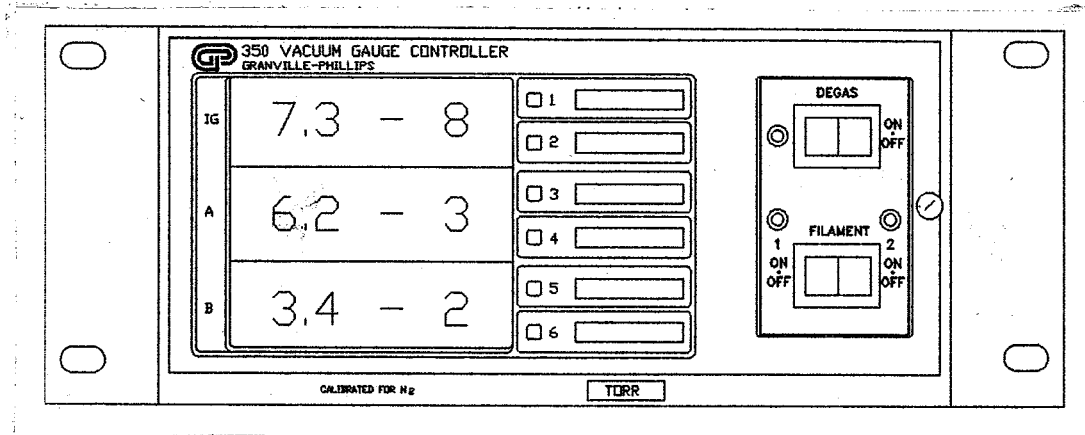 GP 350 VACUUM GAUGE CONTROLLER
GRANVILLE-PHILLIPS
IG 7.3 - 8
A 6.2 - 3
B 3.4 - 2
1
2
3
4
5
6
DEGAS
ON
OFF
FILAMENT
1
ON
OFF
2
ON
OFF
CALIBRATED FOR N2
TORR